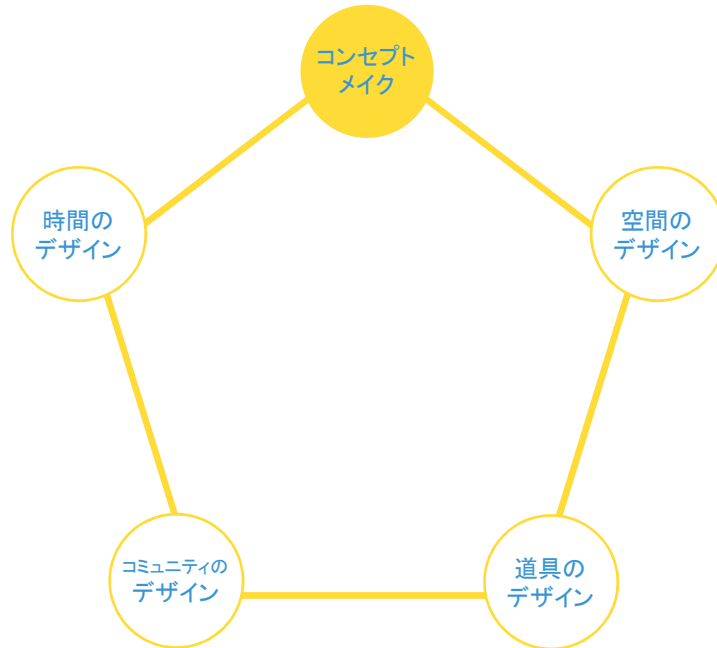 コンセプト
メイク
時間の
デザイン
空間の
デザイン
コミュニティの
デザイン
道具の
デザイン